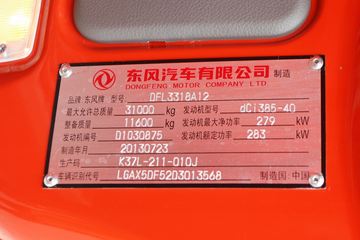 东风汽车有限公司 制造
DONGFENG MOTOR COMPANY LTD.
品牌 东风牌 型号 DFL3318A12
最大允许总质量 31000 kg 发动机型号 dCi385-40
整备质量 11600 kg 发动机最大净功率 279 kW
发动机编号 D1030875 发动机额定功率 283 kW
制造年月 20130723
生产码 K37L-211-010J
车辆识别代号 LGAX5DF52D3013568 制造国 中国